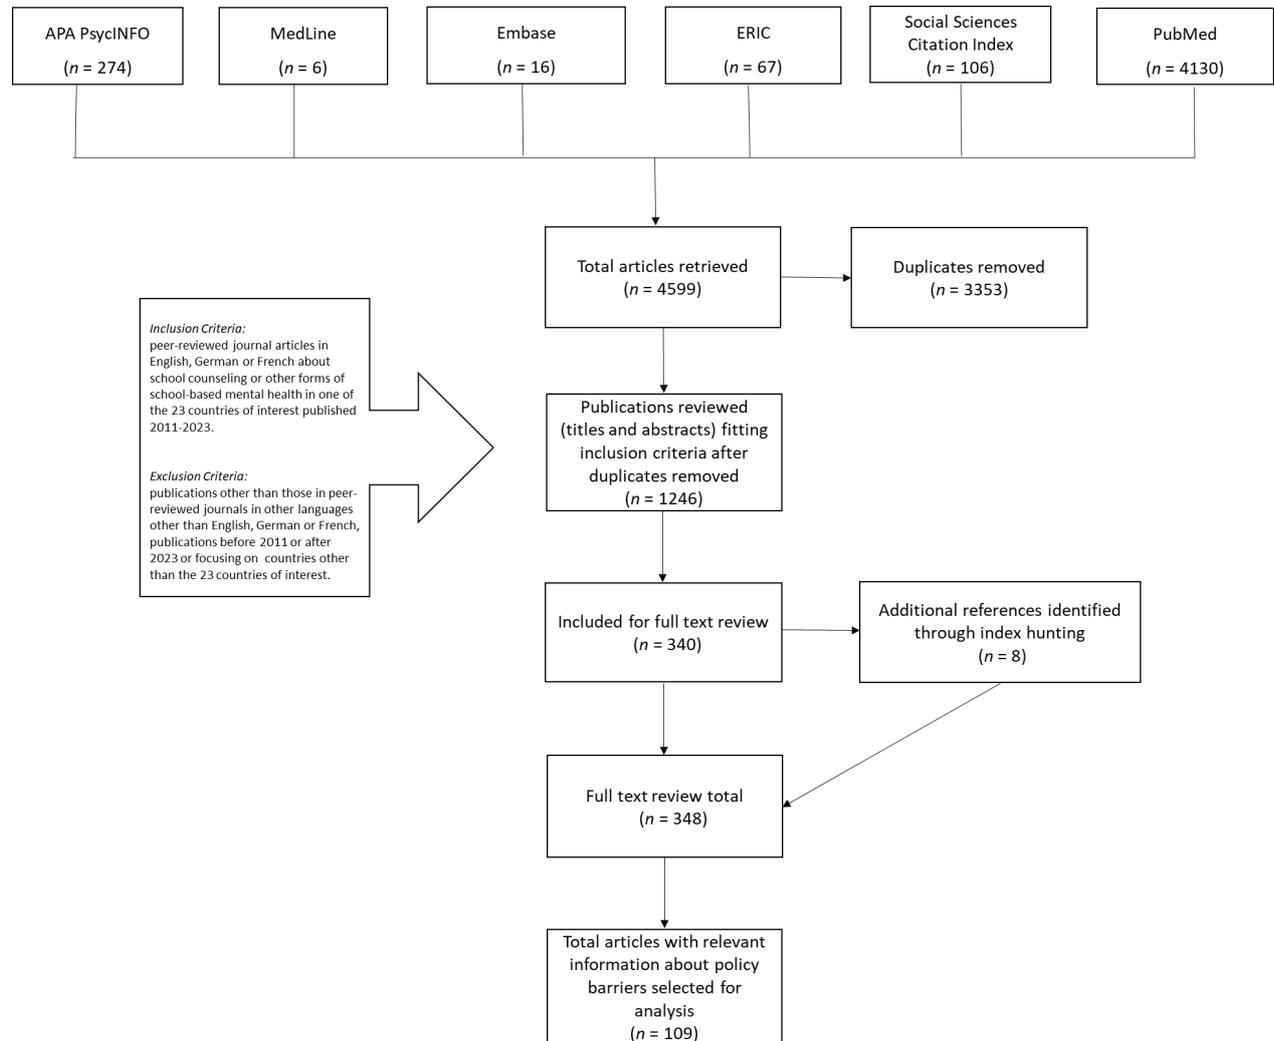 APA PsycINFO
(n = 274)
MedLine
(n = 6)
Embase
(n = 16)
ERIC
(n = 67)
Social Sciences
Citation Index
(n = 106)
PubMed
(n = 4130)
Total articles retrieved
(n = 4599)
Duplicates removed
(n = 3353)
Inclusion Criteria:
peer-reviewed journal articles in
English, German or French about
school counseling or other forms of
school-based mental health in one of
the 23 countries of interest published
2011-2023.
Exclusion Criteria:
publications other than those in peer-
reviewed journals in other languages
other than English, German or French,
publications before 2011 or after
2023 or focusing on countries other
than the 23 countries of interest.
Publications reviewed
(titles and abstracts) fitting
inclusion criteria after
duplicates removed
(n = 1246)
Included for full text review
(n = 340)
Additional references identified
through index hunting
(n = 8)
Full text review total
(n = 348)
Total articles with relevant
information about policy
barriers selected for
analysis
(n = 109)